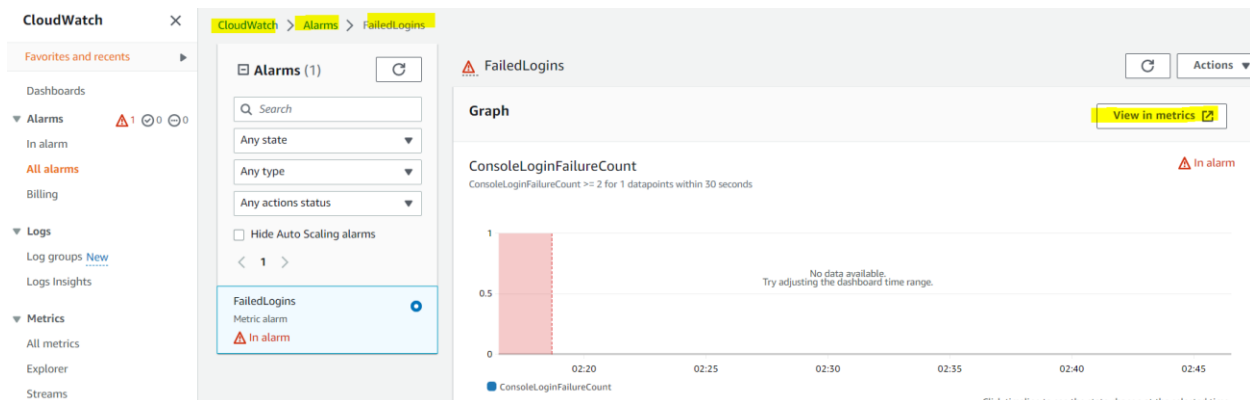 CloudWatch
CloudWatch > Alarms > FailedLogins
Favorites and recents
Dashboards
Alarms 1 0 0
In alarm
All alarms
Billing
Logs
Log groups New
Logs Insights
Metrics
All metrics
Explorer
Streams
Alarms (1)
Search
Any state
Any type
Any actions status
Hide Auto Scaling alarms
< 1 >
FailedLogins
Metric alarm
In alarm
FailedLogins
Actions
Graph
View in metrics
ConsoleLoginFailureCount
In alarm
ConsoleLoginFailureCount >= 2 for 1 datapoints within 30 seconds
1
No data available.
Try adjusting the dashboard time range.
0.5
0
02:20 02:25 02:30 02:35 02:40 02:45
ConsoleLoginFailureCount